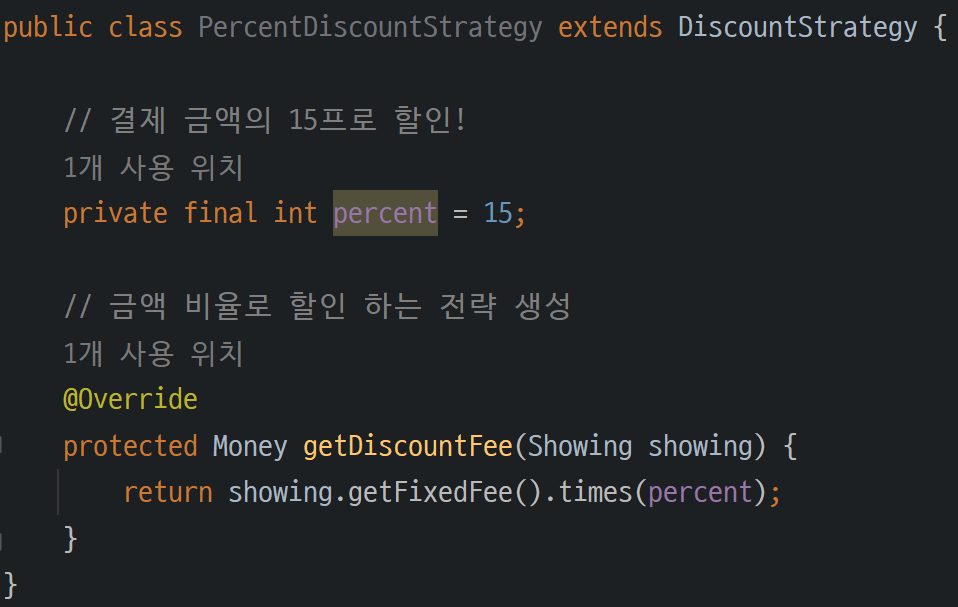 public class PercentDiscountStrategy extends DiscountStrategy {
// 결제 금액의 15프로 할인!
1개 사용 위치
private final int percent = 15;
// 금액 비율로 할인 하는 전략 생성
1개 사용 위치
@Override
protected Money getDiscountFee(Showing showing) {
return showing.getFixedFee().times(percent);
}
}